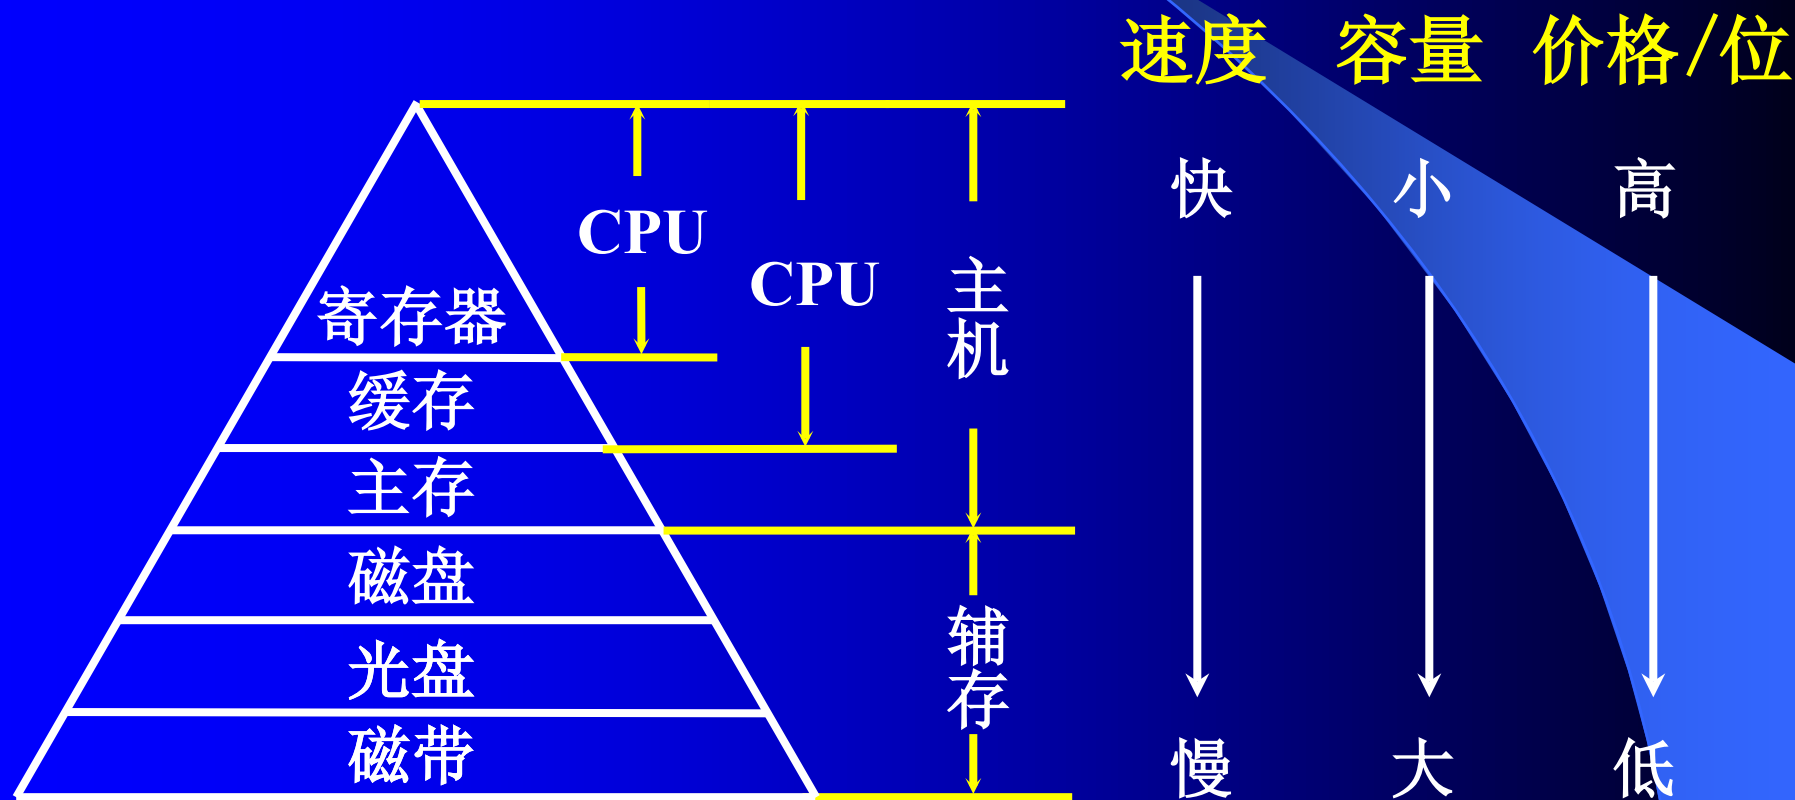 速度 容量 价格/位
快 小 高
CPU
CPU
主机
寄存器
缓存
主存
磁盘
辅存
光盘
磁带
慢 大 低